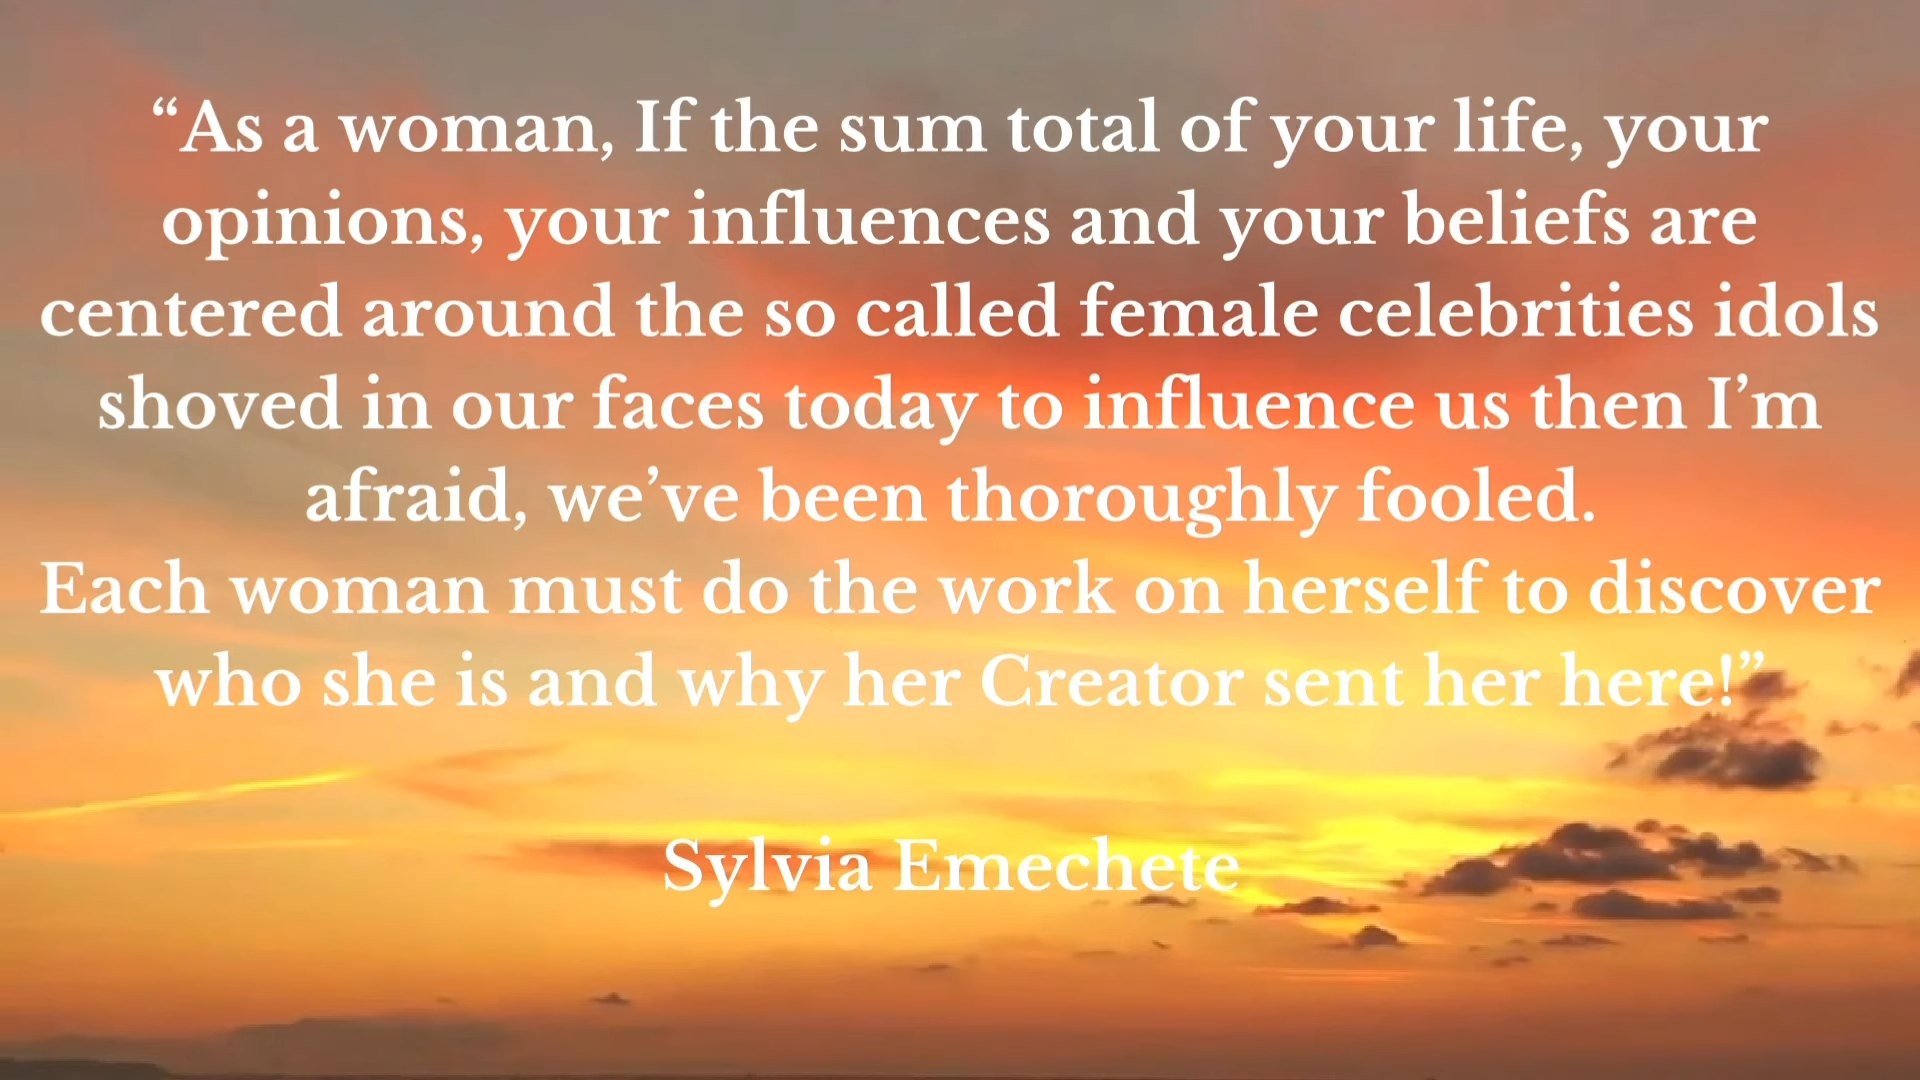 “As a woman, If the sum total of your life, your
opinions, your influences and your beliefs are
centered around the so called female celebrities idols
shoved in our faces today to influence us then I’m
afraid, we’ve been thoroughly fooled.
Each woman must do the work on herself to discover
who she is and why her Creator sent her here!”
Sylvia Emechete